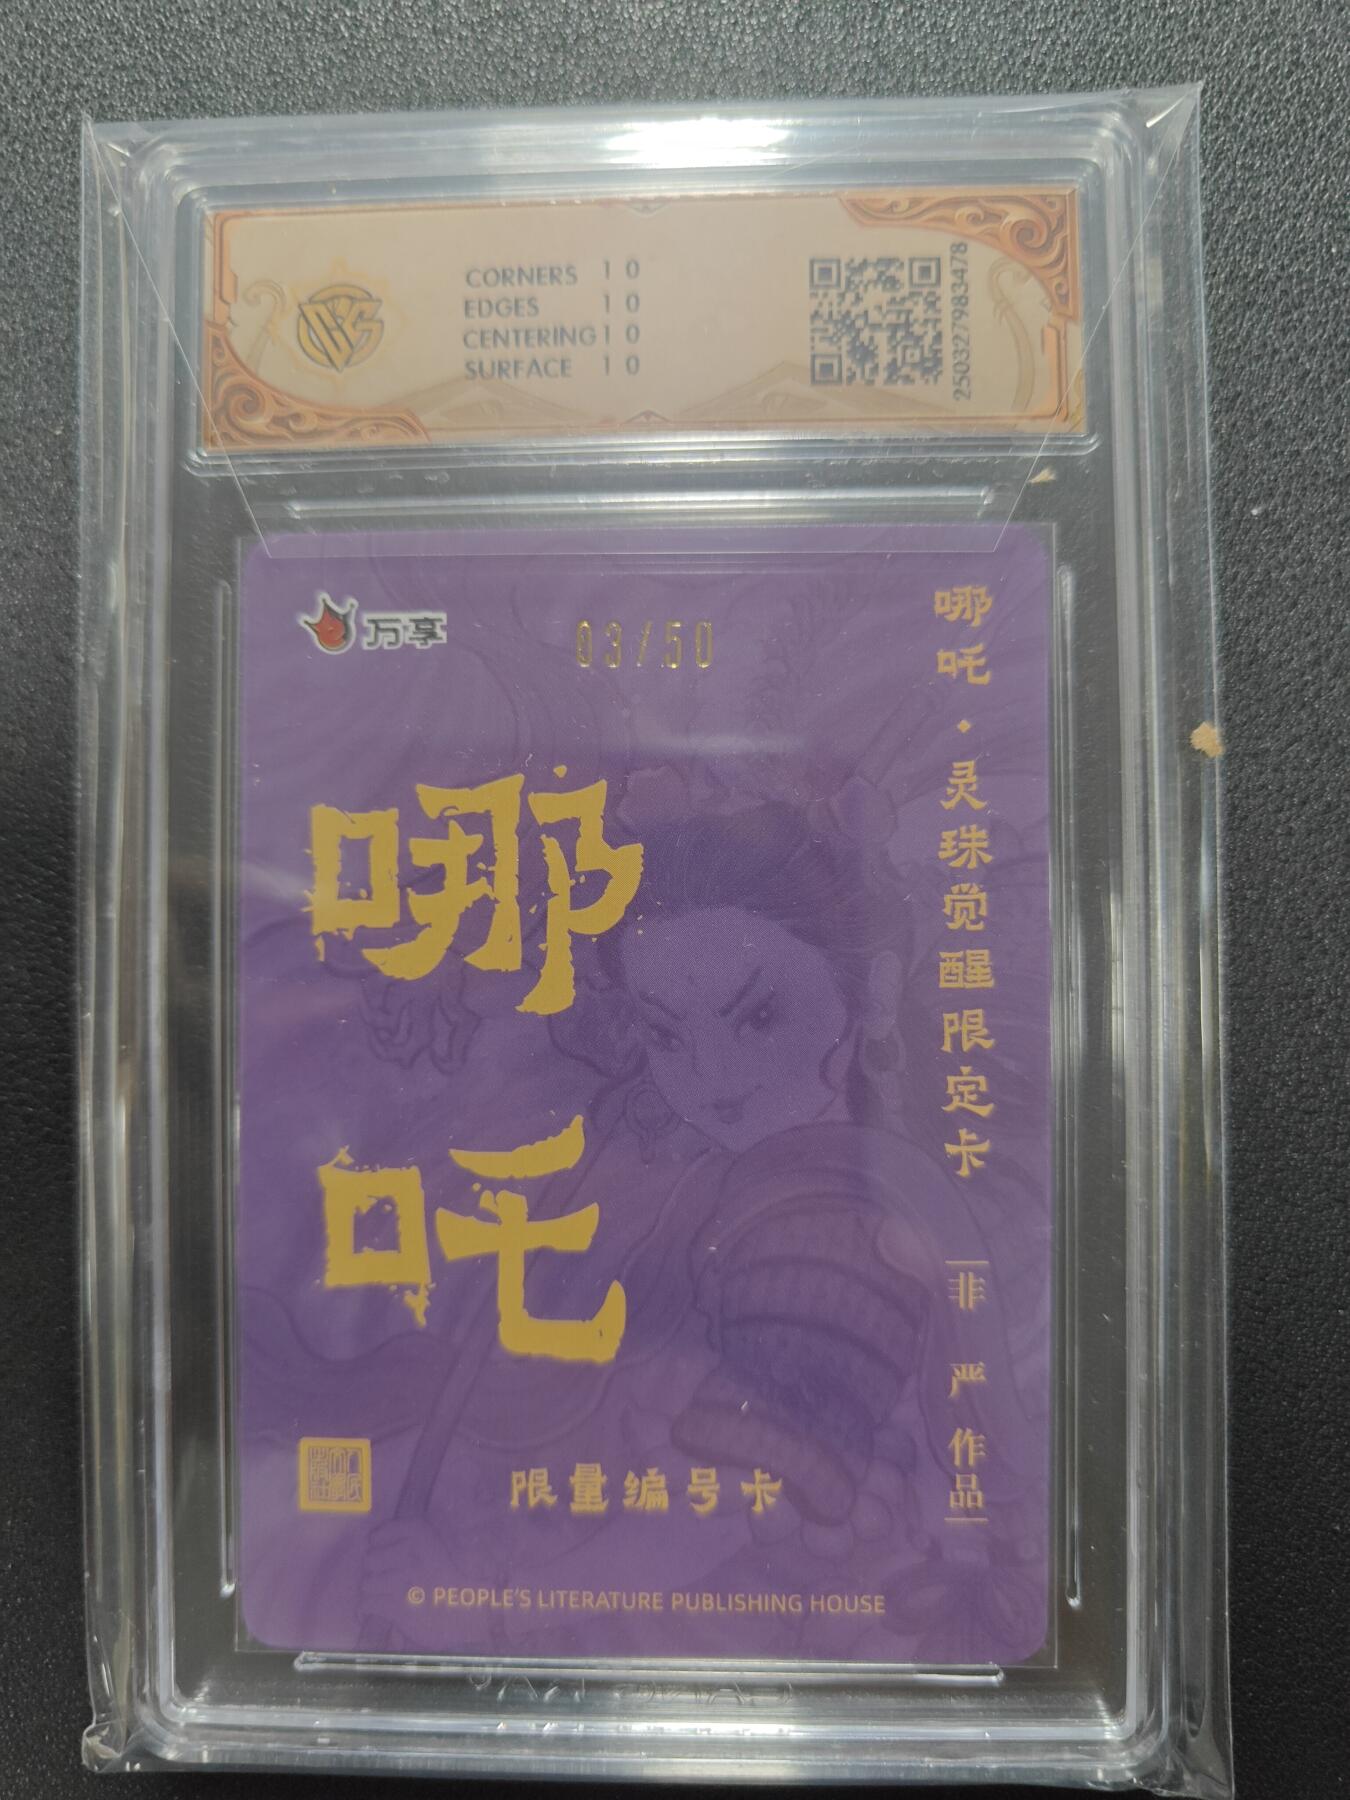 CORNERS 10
EDGES 10
CENTERING 10
SURFACE 10
250327983478
万享
03/50
哪吒·灵珠觉醒限定卡
非严作品
哪吒
限量编号卡
© PEOPLE'S LITERATURE PUBLISHING HOUSE